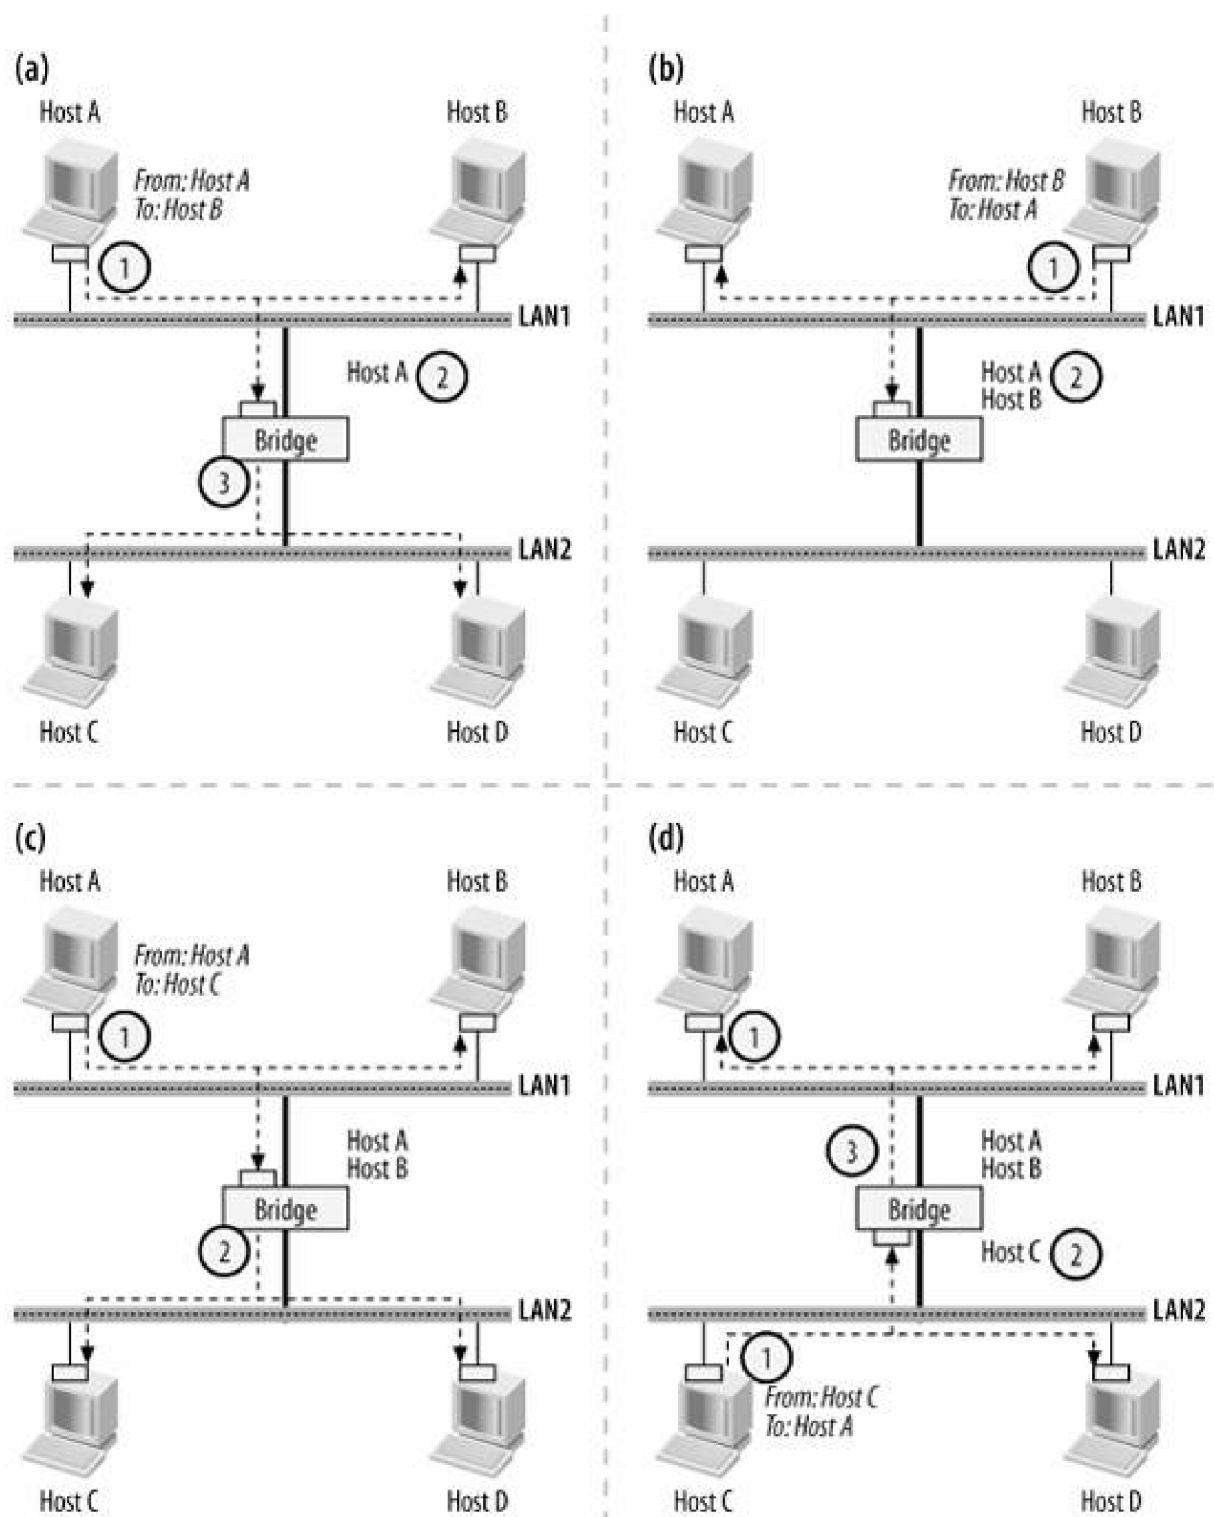 (a)
Host A
Host B
From: Host A
To: Host B
1
LAN1
Host A
2
Bridge
3
LAN2
Host C
Host D
(b)
Host A
Host B
From: Host B
To: Host A
1
LAN1
Host A
Host B
2
Bridge
LAN2
Host C
Host D
(c)
Host A
Host B
From: Host A
To: Host C
1
LAN1
Host A
Host B
Bridge
2
LAN2
Host C
Host D
(d)
Host A
Host B
1
LAN1
3
Host A
Host B
Bridge
Host C
2
LAN2
1
From: Host C
To: Host A
Host C
Host D